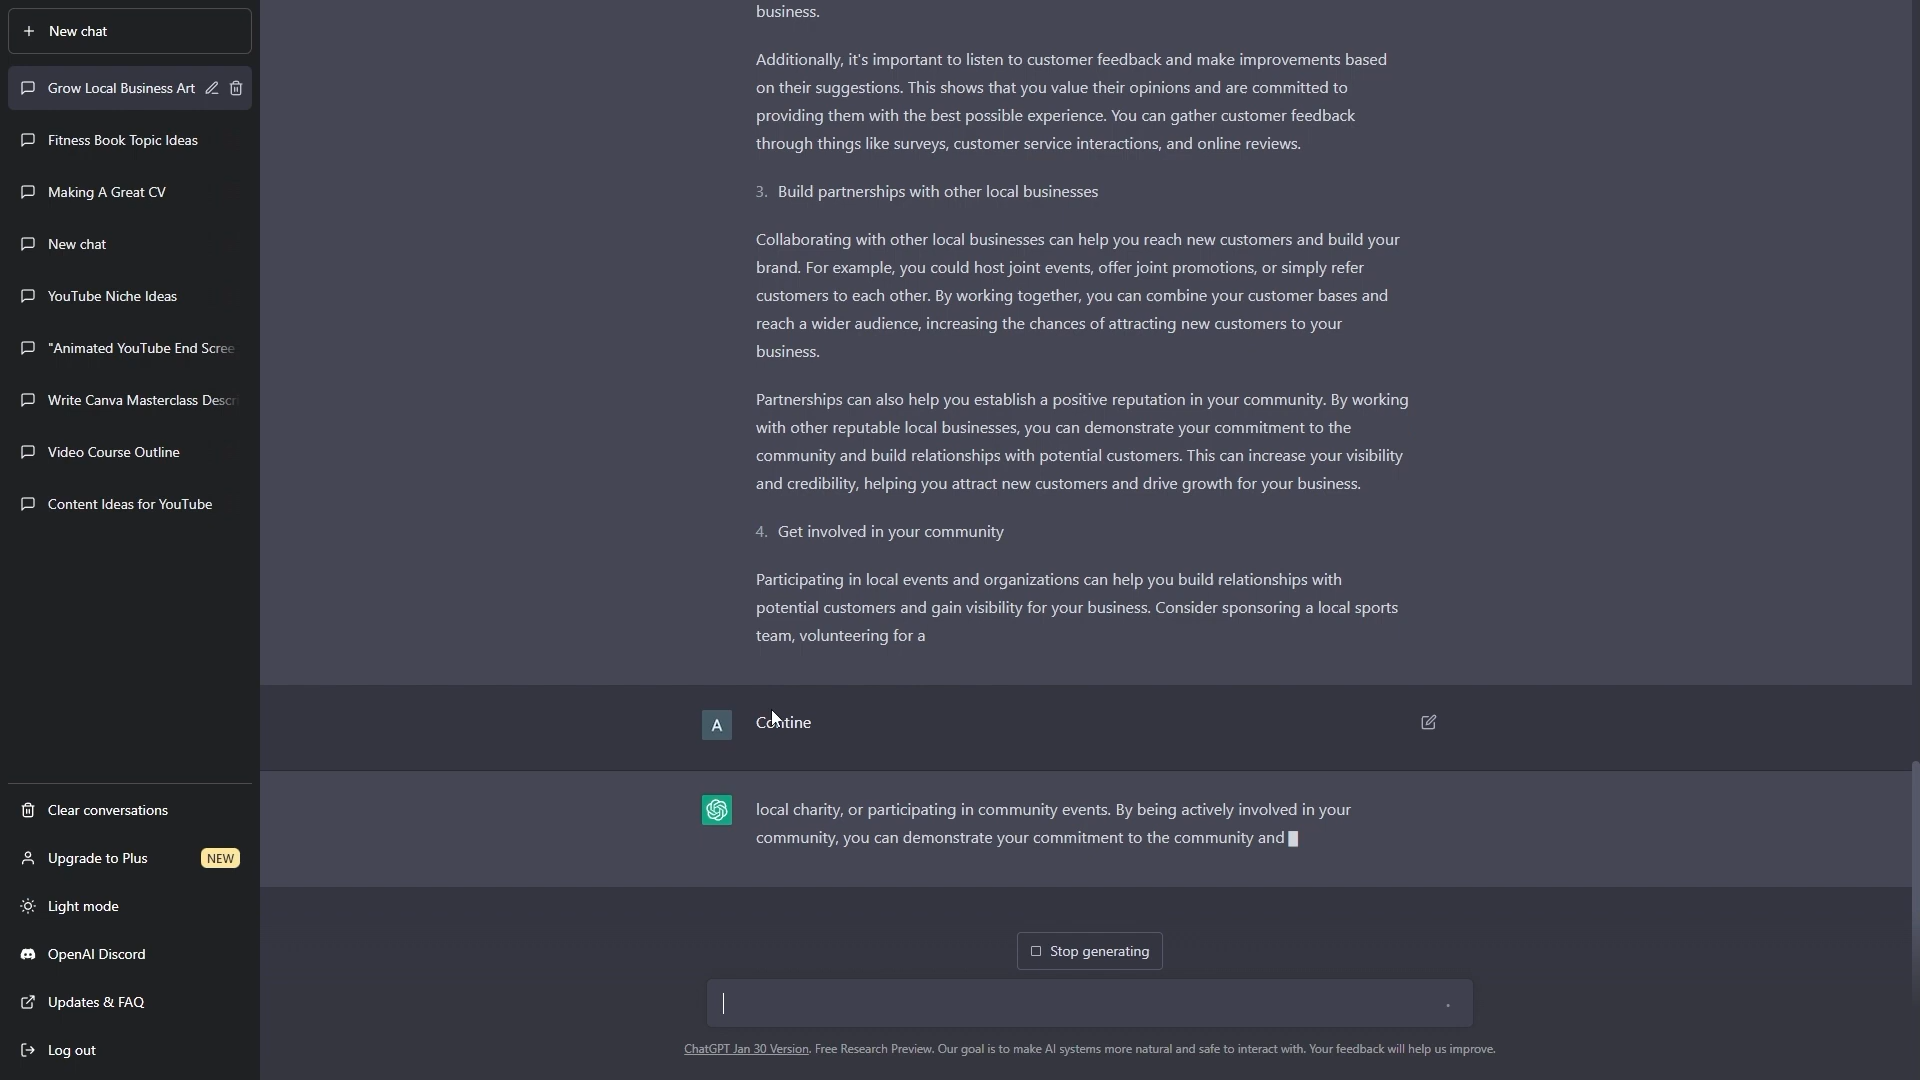 New chat
Grow Local Business Art
Fitness Book Topic Ideas
Making A Great CV
New chat
YouTube Niche Ideas
"Animated YouTube End Scree
Write Canva Masterclass Descr
Video Course Outline
Content Ideas for YouTube
Clear conversations
Upgrade to Plus NEW
Light mode
OpenAI Discord
Updates & FAQ
Log out
business.
Additionally, it's important to listen to customer feedback and make improvements based
on their suggestions. This shows that you value their opinions and are committed to
providing them with the best possible experience. You can gather customer feedback
through things like surveys, customer service interactions, and online reviews.
3. Build partnerships with other local businesses
Collaborating with other local businesses can help you reach new customers and build your
brand. For example, you could host joint events, offer joint promotions, or simply refer
customers to each other. By working together, you can combine your customer bases and
reach a wider audience, increasing the chances of attracting new customers to your
business.
Partnerships can also help you establish a positive reputation in your community. By working
with other reputable local businesses, you can demonstrate your commitment to the
community and build relationships with potential customers. This can increase your visibility
and credibility, helping you attract new customers and drive growth for your business.
4. Get involved in your community
Participating in local events and organizations can help you build relationships with
potential customers and gain visibility for your business. Consider sponsoring a local sports
team, volunteering for a
A
Contine
local charity, or participating in community events. By being actively involved in your
community, you can demonstrate your commitment to the community and
Stop generating
ChatGPT Jan 30 Version. Free Research Preview. Our goal is to make AI systems more natural and safe to interact with. Your feedback will help us improve.